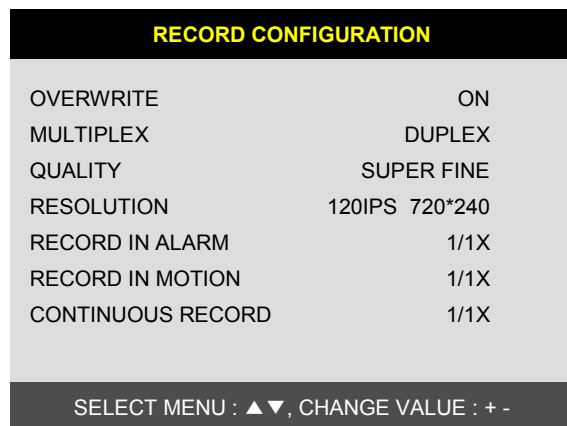 RECORD CONFIGURATION
OVERWRITE ON
MULTIPLEX DUPLEX
QUALITY SUPER FINE
RESOLUTION 120IPS 720*240
RECORD IN ALARM 1/1X
RECORD IN MOTION 1/1X
CONTINUOUS RECORD 1/1X
SELECT MENU : ▲▼, CHANGE VALUE : + -